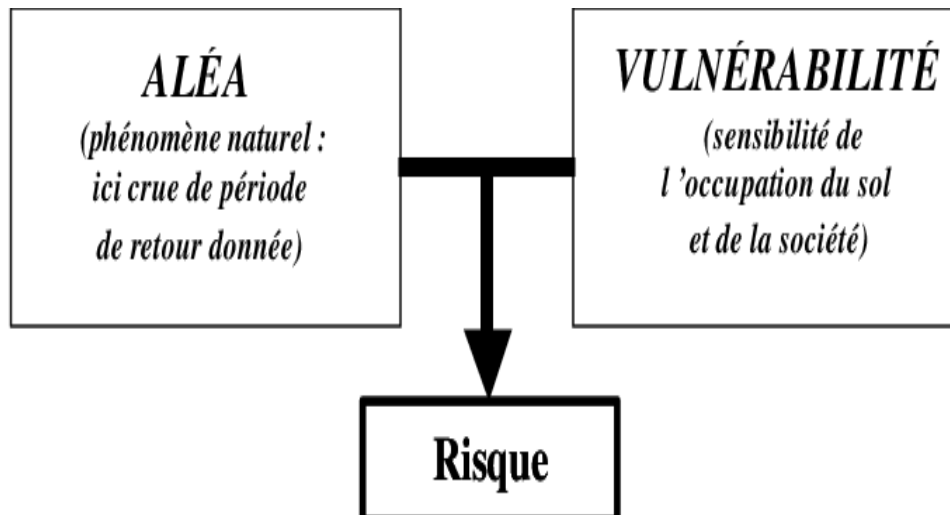 ALÉA
(phénomène naturel :
ici crue de période
de retour donnée)
VULNÉRABILITÉ
(sensibilité de
l ’occupation du sol
et de la société)
Risque